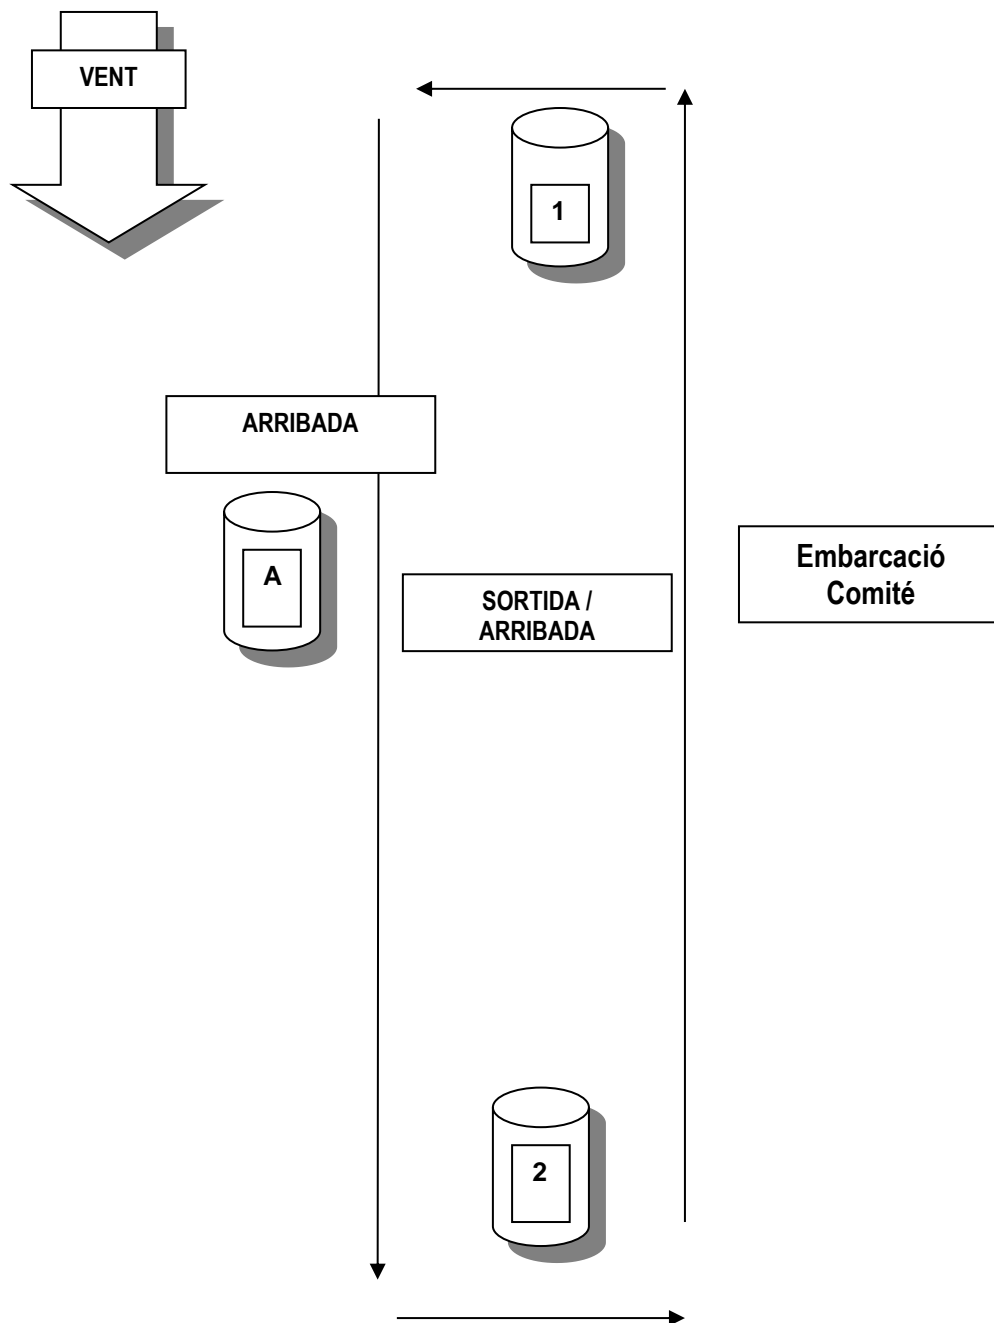 VENT
1
ARRIBADA
A
SORTIDA /
ARRIBADA
Embarcació
Comité
2